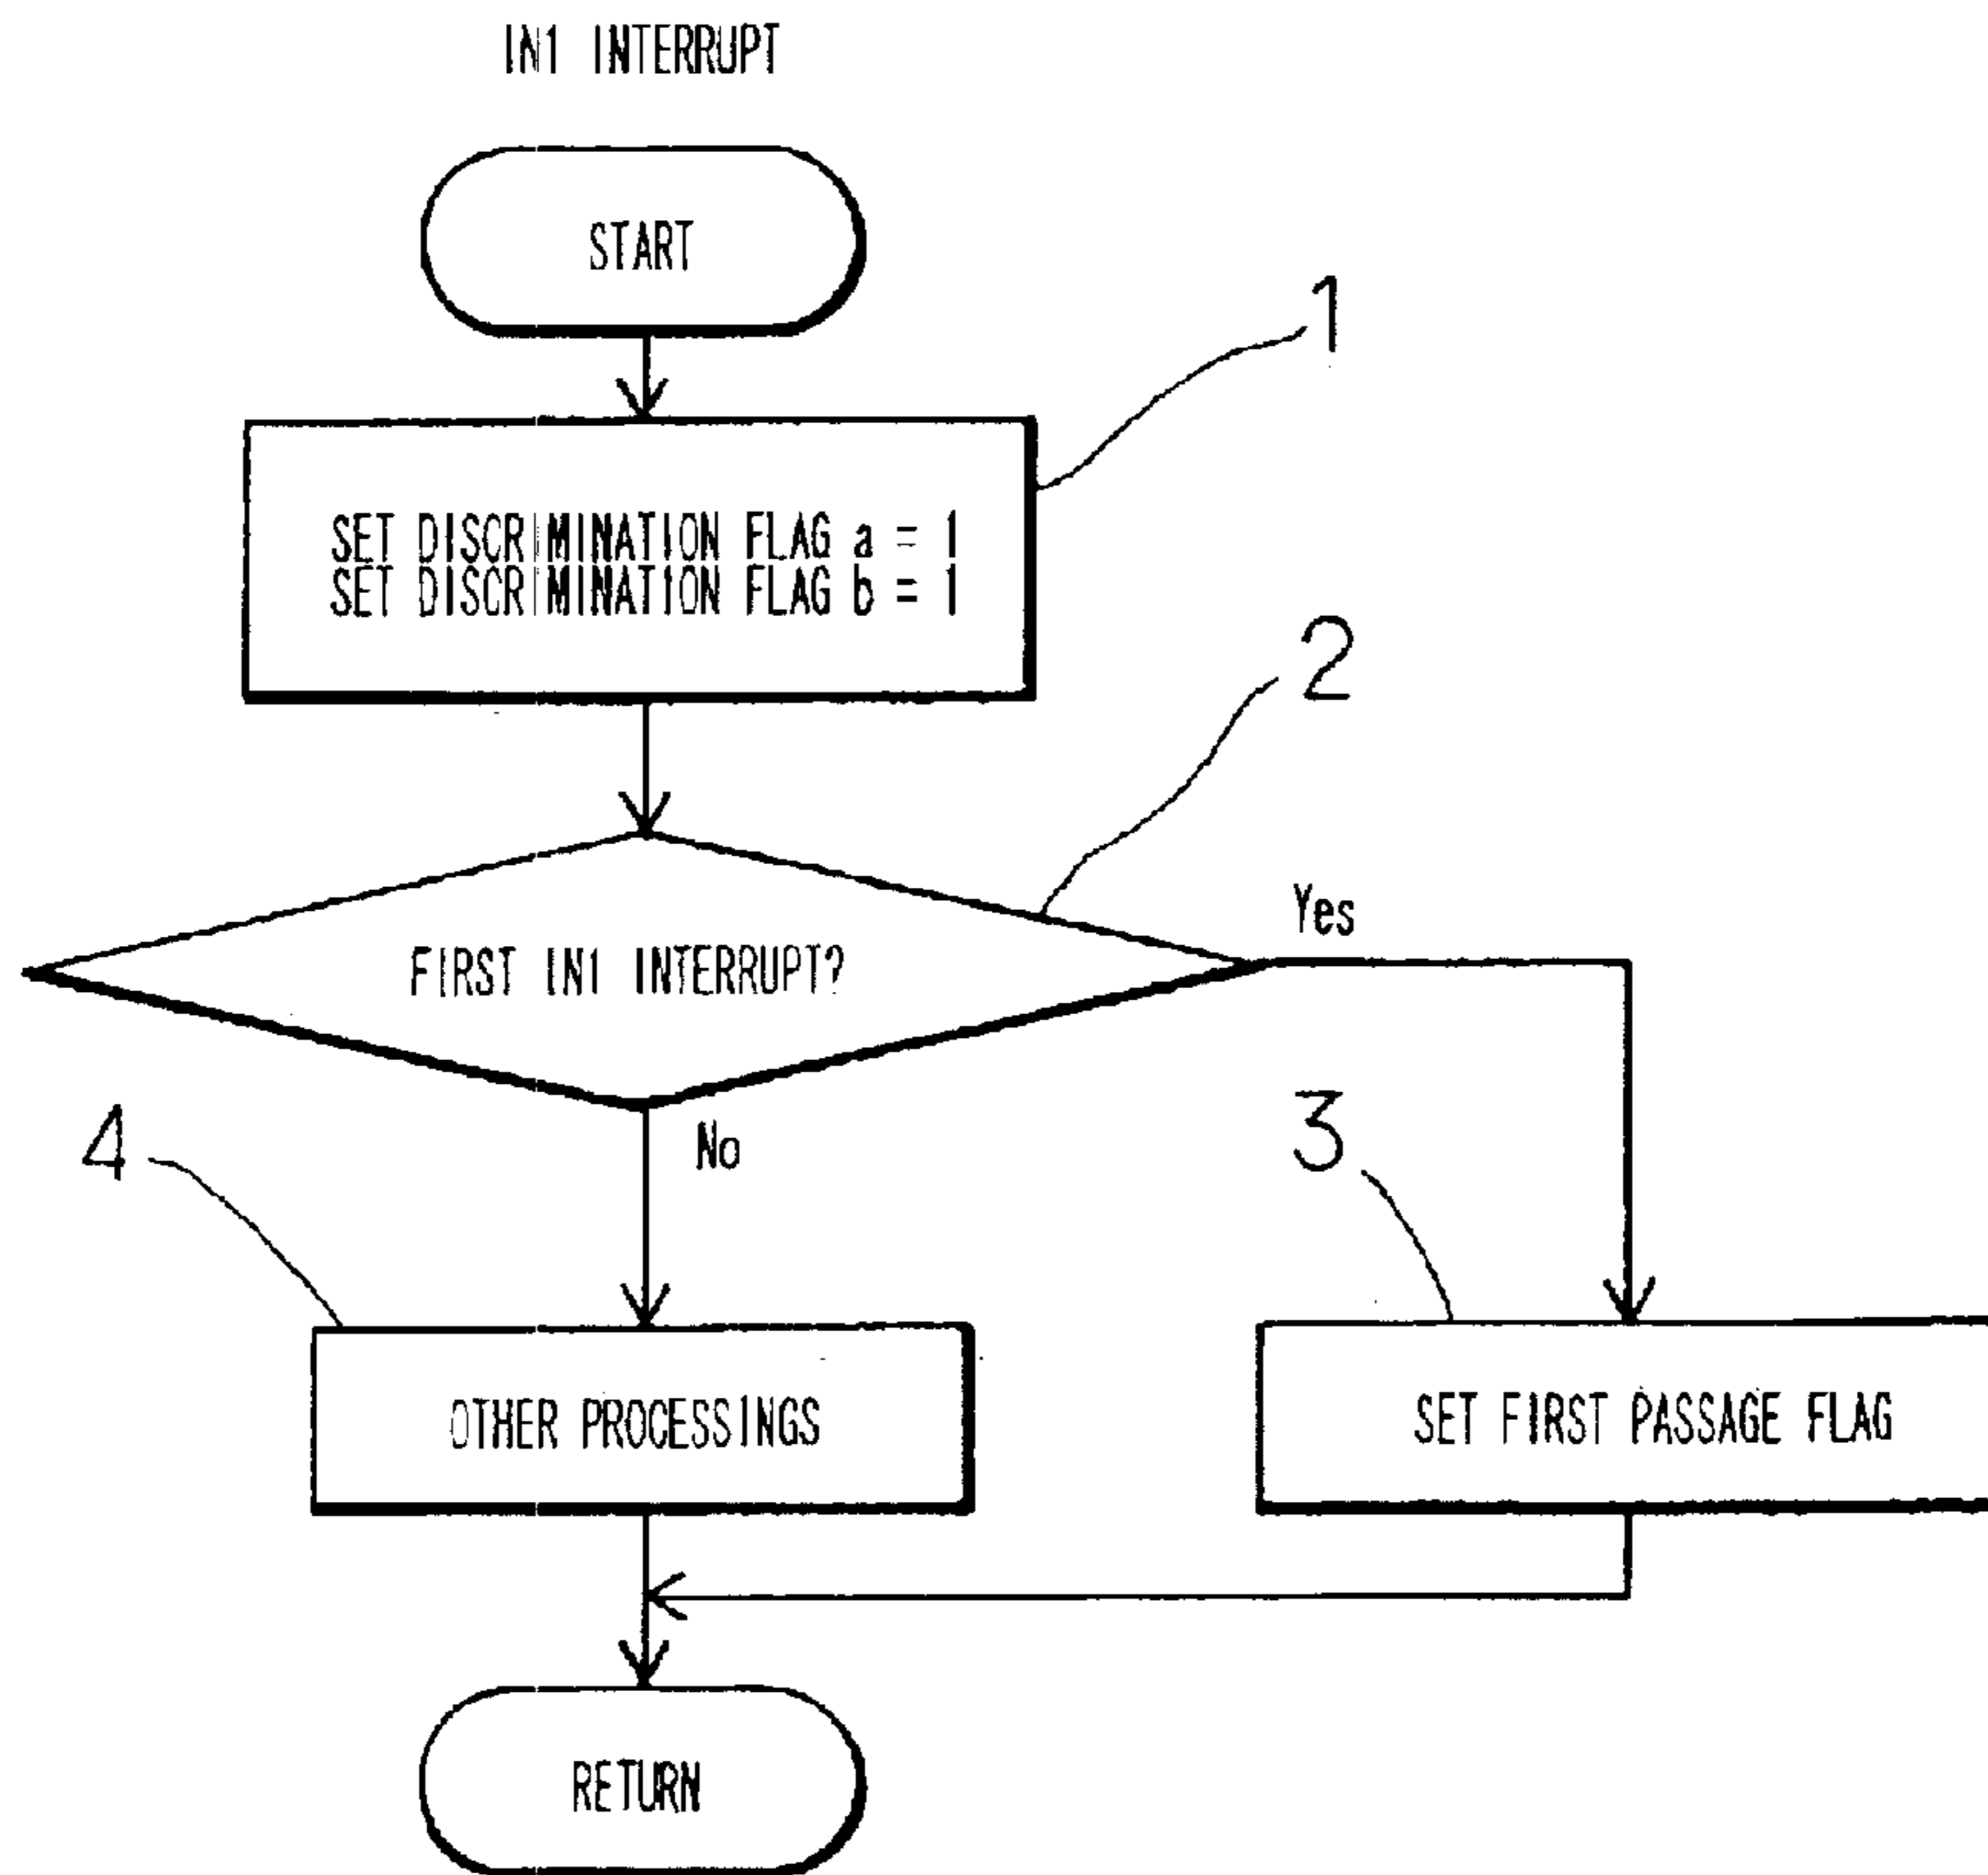 IN1 INTERRUPT
START
1
SET DISCRIMINATION FLAG a = 1
SET DISCRIMINATION FLAG b = 1
2
FIRST IN1 INTERRUPT?
Yes
No
4
3
OTHER PROCESSINGS
SET FIRST PASSAGE FLAG
RETURN